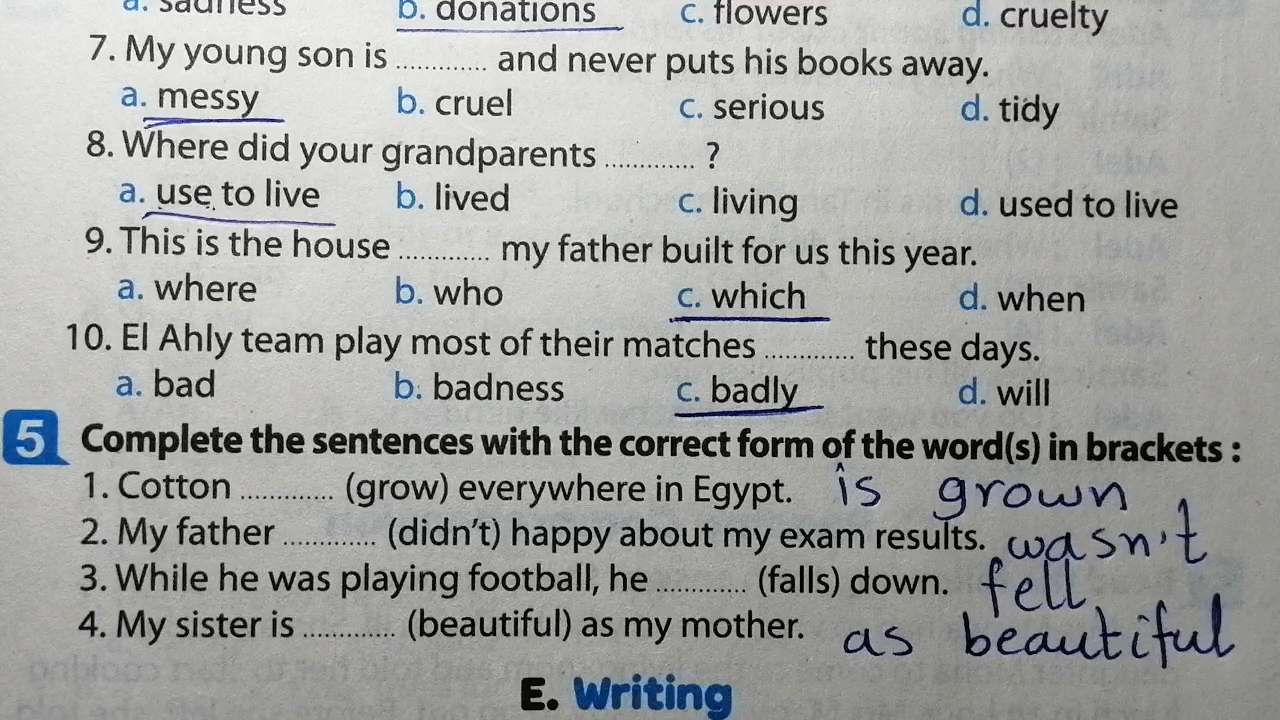 a. sadness b. donations c. flowers d. cruelty
7. My young son is ............. and never puts his books away.
a. messy b. cruel c. serious d. tidy
8. Where did your grandparents ............. ?
a. use to live b. lived c. living d. used to live
9. This is the house ............. my father built for us this year.
a. where b. who c. which d. when
10. El Ahly team play most of their matches ............. these days.
a. bad b. badness c. badly d. will
5 Complete the sentences with the correct form of the word(s) in brackets :
1. Cotton ............. (grow) everywhere in Egypt. is grown
2. My father ............. (didn't) happy about my exam results. wasn't
3. While he was playing football, he ............. (falls) down. fell
4. My sister is ............. (beautiful) as my mother. as beautiful
E. Writing